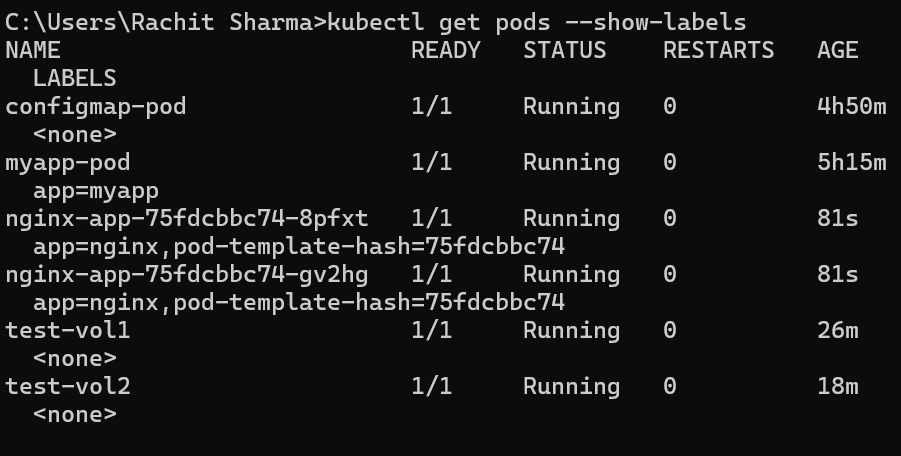 C:\Users\Rachit Sharma>kubectl get pods --show-labels
NAME                         READY   STATUS    RESTARTS   AGE
  LABELS
configmap-pod                1/1     Running   0          4h50m
  <none>
myapp-pod                    1/1     Running   0          5h15m
  app=myapp
nginx-app-75fdcbbc74-8pfxt   1/1     Running   0          81s
  app=nginx,pod-template-hash=75fdcbbc74
nginx-app-75fdcbbc74-gv2hg   1/1     Running   0          81s
  app=nginx,pod-template-hash=75fdcbbc74
test-vol1                    1/1     Running   0          26m
  <none>
test-vol2                    1/1     Running   0          18m
  <none>